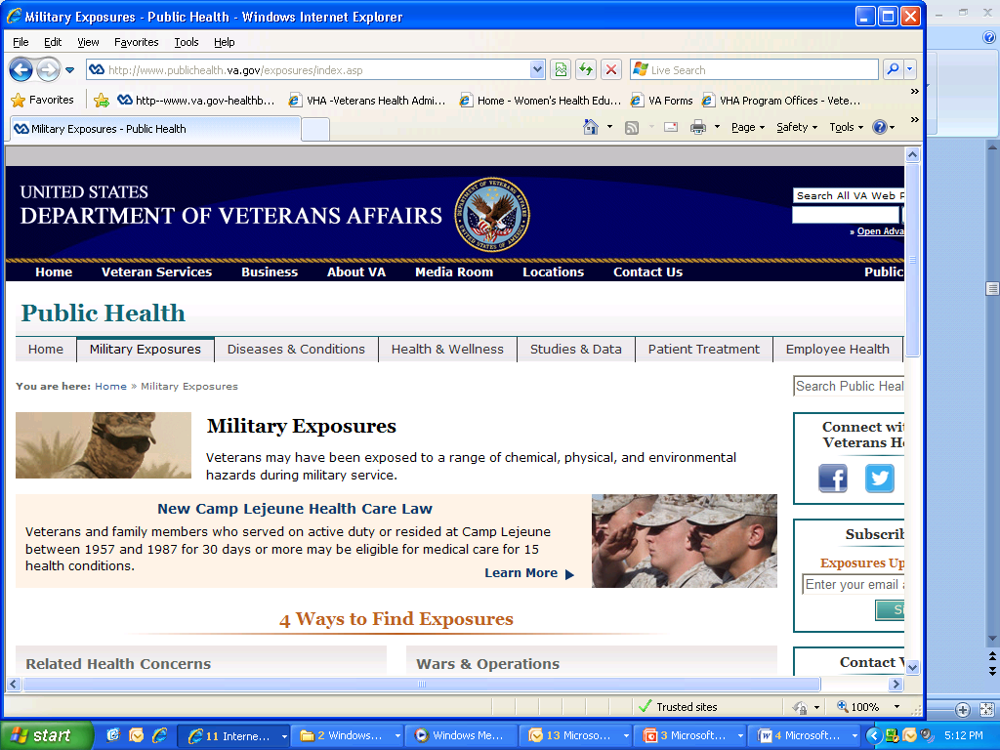 Military Exposures - Public Health - Windows Internet Explorer
File Edit View Favorites Tools Help
http://www.publichealth.va.gov/exposures/index.asp
Live Search
Favorites
http--www.va.gov-healthb...
VHA -Veterans Health Admi...
Home - Women's Health Edu...
VA Forms
VHA Program Offices - Vete...
Military Exposures - Public Health
Page Safety Tools
UNITED STATES
DEPARTMENT OF VETERANS AFFAIRS
Search All VA Web P
» Open Adva
Home Veteran Services Business About VA Media Room Locations Contact Us Public
Public Health
Home Military Exposures Diseases & Conditions Health & Wellness Studies & Data Patient Treatment Employee Health
You are here: Home » Military Exposures
Search Public Heal
Military Exposures
Veterans may have been exposed to a range of chemical, physical, and environmental
hazards during military service.
Connect wi
Veterans He
New Camp Lejeune Health Care Law
Veterans and family members who served on active duty or resided at Camp Lejeune
between 1957 and 1987 for 30 days or more may be eligible for medical care for 15
health conditions.
Learn More
Subscrib
Exposures Up
Enter your email a
Si
4 Ways to Find Exposures
Related Health Concerns
Wars & Operations
Contact V
Trusted sites
100%
start
11 Interne...
2 Windows...
Windows Me...
13 Microso...
3 Microsoft...
4 Microsoft...
5:12 PM